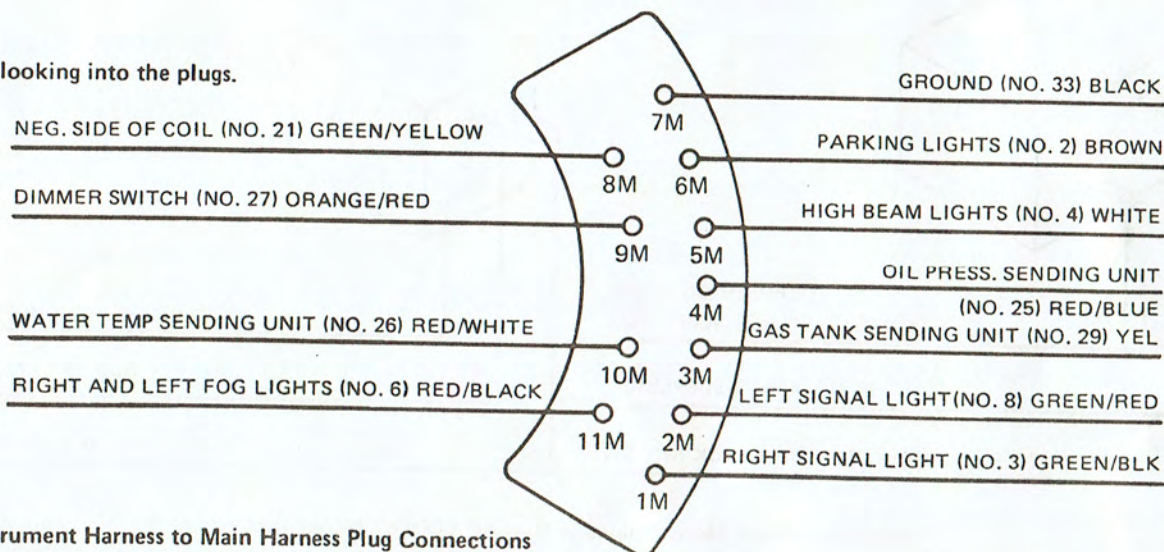 looking into the plugs.
GROUND (NO. 33) BLACK
7M
NEG. SIDE OF COIL (NO. 21) GREEN/YELLOW
PARKING LIGHTS (NO. 2) BROWN
8M
6M
DIMMER SWITCH (NO. 27) ORANGE/RED
HIGH BEAM LIGHTS (NO. 4) WHITE
9M
5M
OIL PRESS. SENDING UNIT
(NO. 25) RED/BLUE
4M
WATER TEMP SENDING UNIT (NO. 26) RED/WHITE
GAS TANK SENDING UNIT (NO. 29) YEL
10M
3M
RIGHT AND LEFT FOG LIGHTS (NO. 6) RED/BLACK
LEFT SIGNAL LIGHT(NO. 8) GREEN/RED
11M
2M
RIGHT SIGNAL LIGHT (NO. 3) GREEN/BLK
1M
rument Harness to Main Harness Plug Connections